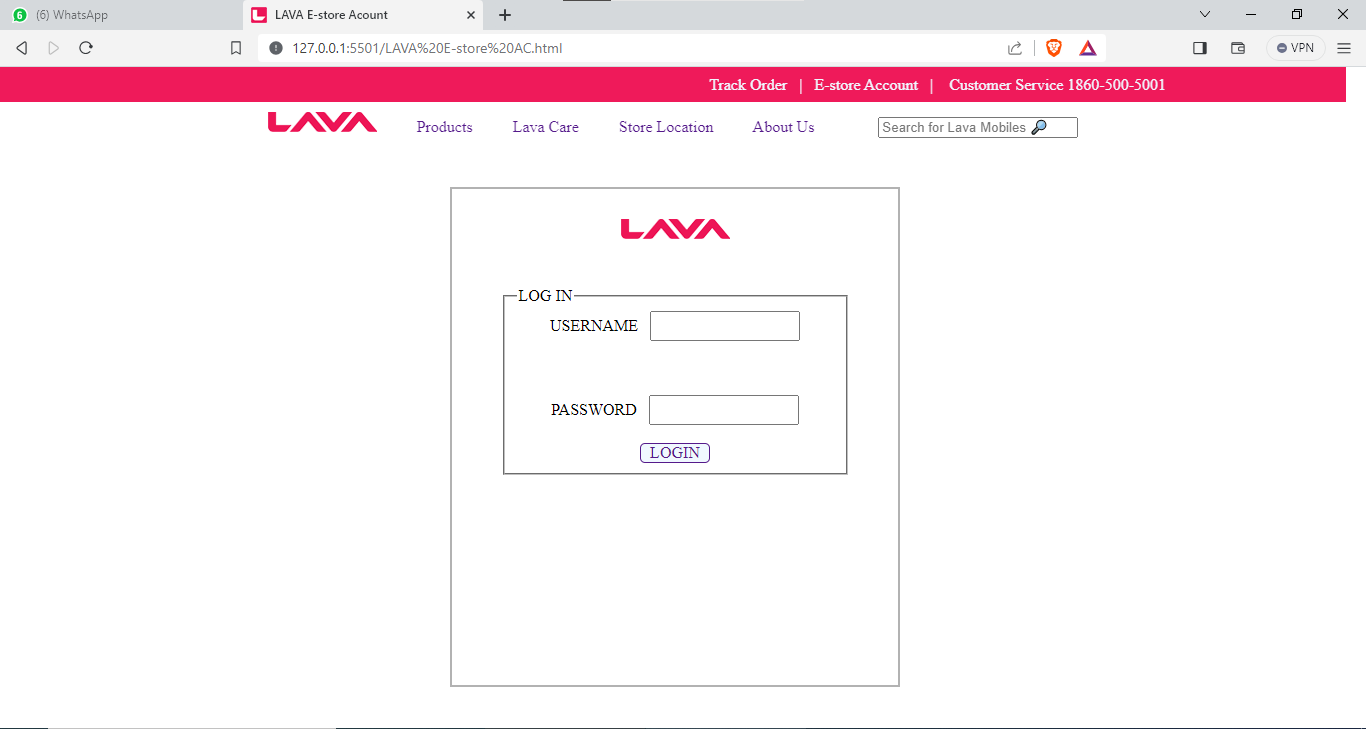 (6) WhatsApp
LAVA E-store Acount
127.0.0.1:5501/LAVA%20E-store%20AC.html
VPN
Track Order | E-store Account | Customer Service 1860-500-5001
LAVA Products Lava Care Store Location About Us Search for Lava Mobiles 🔎
LAVA
LOG IN
USERNAME
PASSWORD
LOGIN